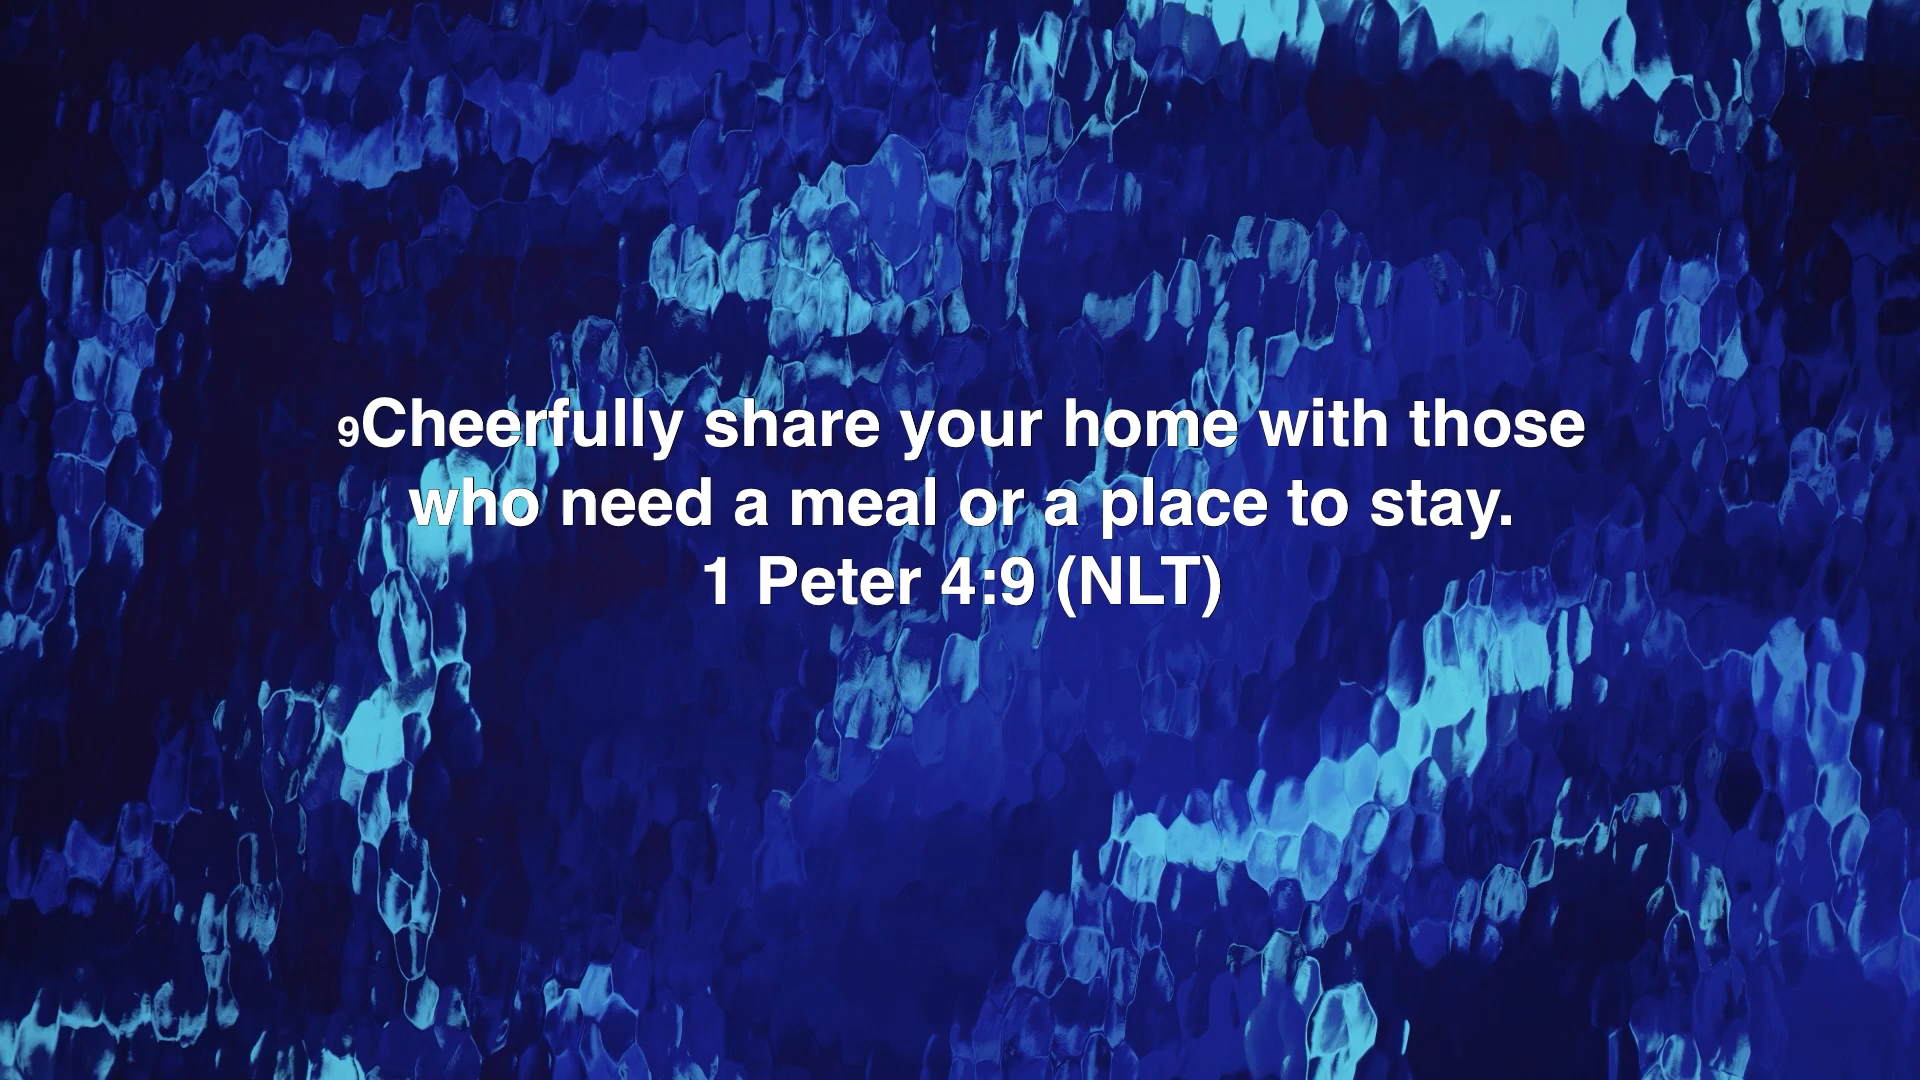 9Cheerfully share your home with those
who need a meal or a place to stay.
1 Peter 4:9 (NLT)